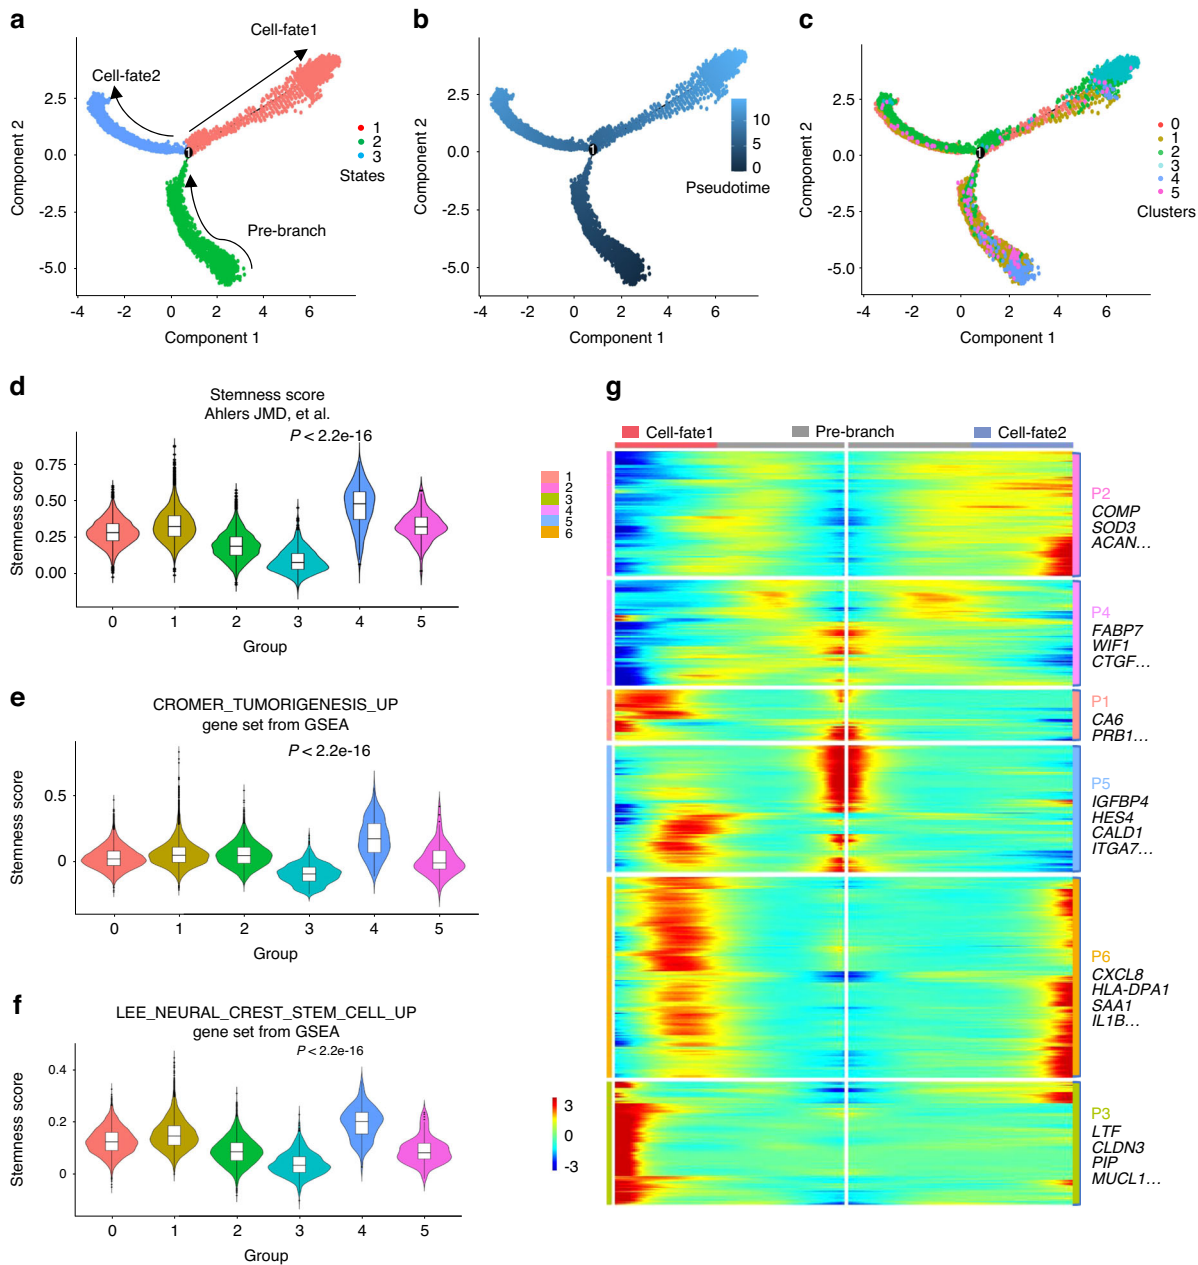 a
Cell-fate1
Cell-fate2
Pre-branch
2.5
0.0
-2.5
-5.0
Component 2
-4 -2 0 2 4 6
Component 1
1
1
2
3
States
b
2.5
0.0
-2.5
-5.0
Component 2
-4 -2 0 2 4 6
Component 1
1
10
5
0
Pseudotime
c
2.5
0.0
-2.5
-5.0
Component 2
-4 -2 0 2 4 6
Component 1
1
0
1
2
3
4
5
Clusters
d
Stemness score
Ahlers JMD, et al.
P < 2.2e-16
0.75
0.50
0.25
0.00
Stemness score
0 1 2 3 4 5
Group
e
CROMER_TUMORIGENESIS_UP
gene set from GSEA
P < 2.2e-16
0.5
0
Stemness score
0 1 2 3 4 5
Group
f
LEE_NEURAL_CREST_STEM_CELL_UP
gene set from GSEA
P < 2.2e-16
0.4
0.2
0
Stemness score
0 1 2 3 4 5
Group
g
Cell-fate1 Pre-branch Cell-fate2
1
2
3
4
5
6
P2
COMP
SOD3
ACAN...
P4
FABP7
WIF1
CTGF...
P1
CA6
PRB1...
P5
IGFBP4
HES4
CALD1
ITGA7...
P6
CXCL8
HLA-DPA1
SAA1
IL1B...
P3
LTF
CLDN3
PIP
MUCL1...
3
0
-3